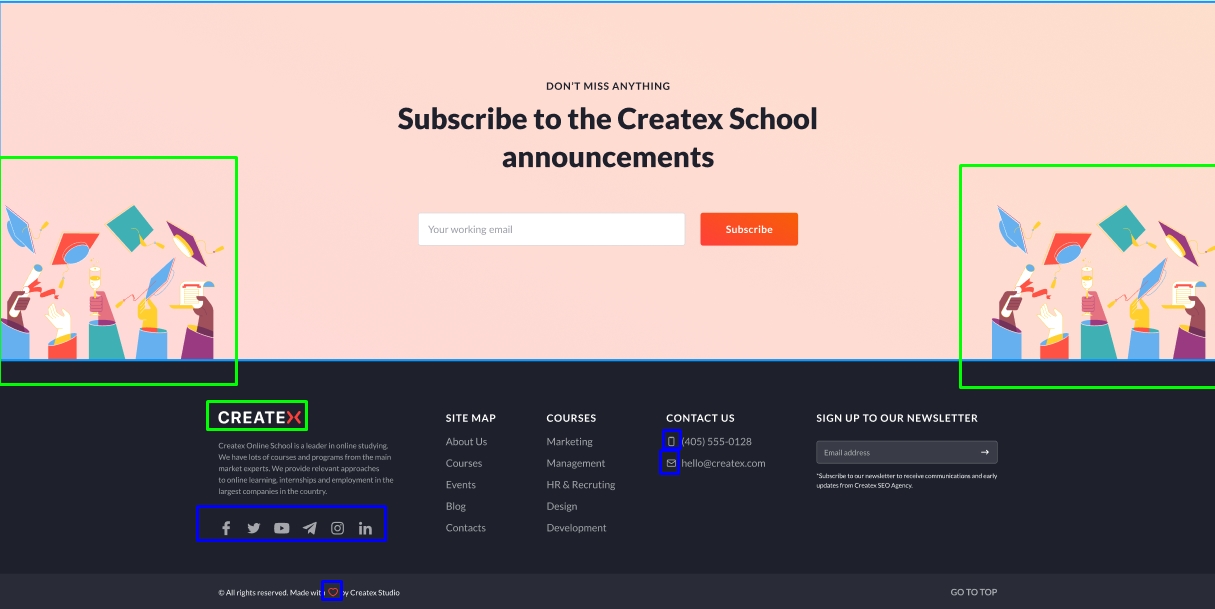 DON'T MISS ANYTHING
Subscribe to the Createx School
announcements
Your working email
Subscribe
CREATEX
Createx Online School is a leader in online studying.
We have lots of courses and programs from the main
market experts. We provide relevant approaches
to online learning, internships and employment in the
largest companies in the country.
SITE MAP
About Us
Courses
Events
Blog
Contacts
COURSES
Marketing
Management
HR & Recruting
Design
Development
CONTACT US
(405) 555-0128
hello@createx.com
SIGN UP TO OUR NEWSLETTER
Email address →
*Subscribe to our newsletter to receive communications and early
updates from Createx SEO Agency.
© All rights reserved. Made with by Createx Studio
GO TO TOP